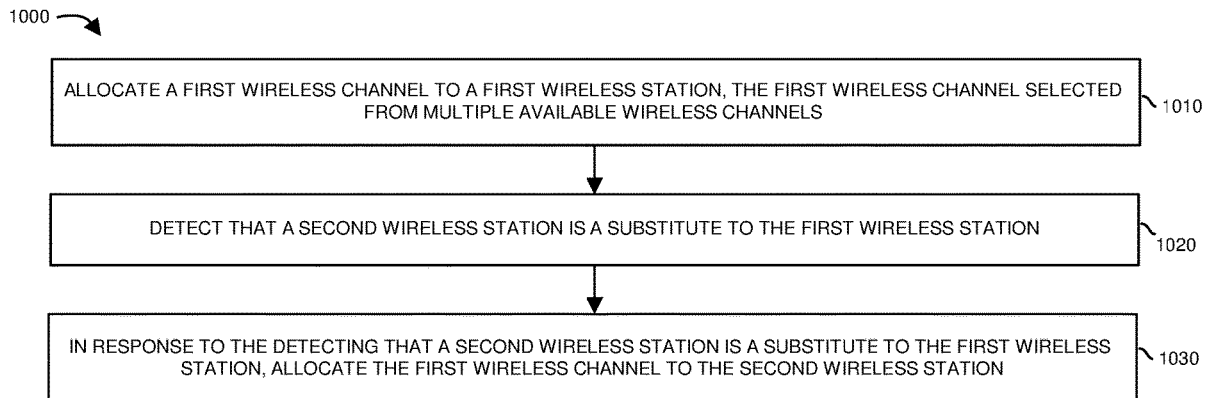 1000
ALLOCATE A FIRST WIRELESS CHANNEL TO A FIRST WIRELESS STATION, THE FIRST WIRELESS CHANNEL SELECTED
FROM MULTIPLE AVAILABLE WIRELESS CHANNELS
1010
DETECT THAT A SECOND WIRELESS STATION IS A SUBSTITUTE TO THE FIRST WIRELESS STATION
1020
IN RESPONSE TO THE DETECTING THAT A SECOND WIRELESS STATION IS A SUBSTITUTE TO THE FIRST WIRELESS
STATION, ALLOCATE THE FIRST WIRELESS CHANNEL TO THE SECOND WIRELESS STATION
1030